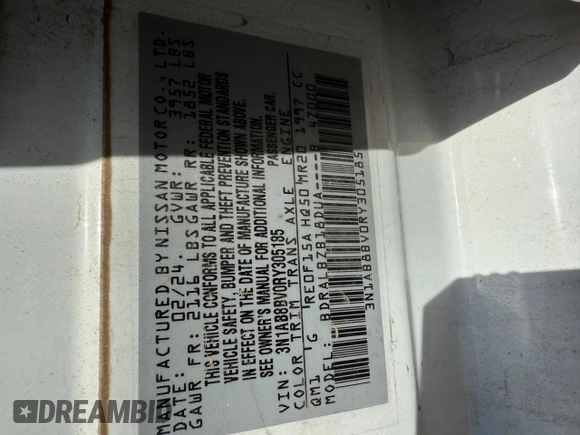 MANUFACTURED BY NISSAN MOTOR CO., LTD.
DATE: 02/24. GVWR: 3957 LBS
GAWR FR: 2116 LBS GAWR RR: 1852 LBS
THIS VEHICLE CONFORMS TO ALL APPLICABLE FEDERAL MOTOR
VEHICLE SAFETY, BUMPER AND THEFT PREVENTION STANDARDS
IN EFFECT ON THE DATE OF MANUFACTURE SHOWN ABOVE.
SEE OWNER'S MANUAL FOR ADDITIONAL INFORMATION.
VIN: 3N1AB8BV0RY305185 PASSENGER CAR.
COLOR TRIM TRANS AXLE ENGINE
QM1 'G 'RE0F15A HQ50'MR20 1997 CC
MODEL: BDRALBZB18DUA-----B 47000
3N1AB8BV0RY305185
DREAMBID